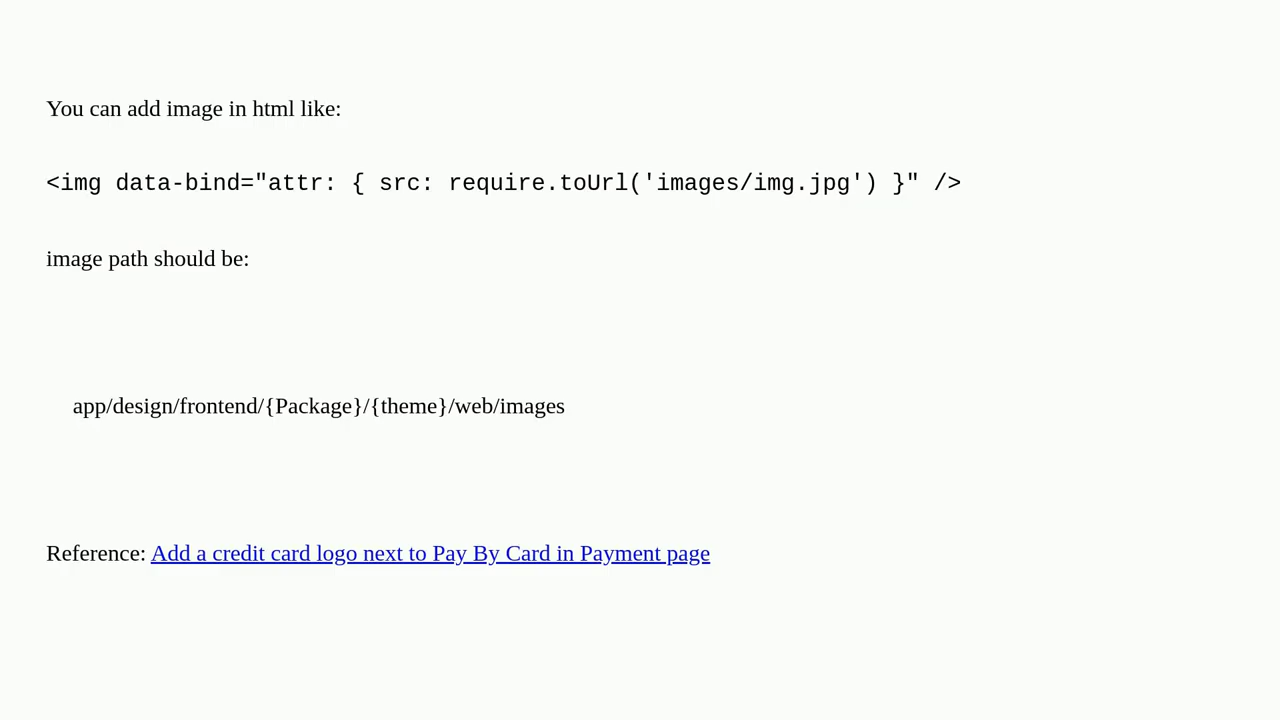 You can add image in html like:
<img data-bind="attr: { src: require.toUrl('images/img.jpg') }" />
image path should be:
app/design/frontend/{Package}/{theme}/web/images
Reference: Add a credit card logo next to Pay By Card in Payment page